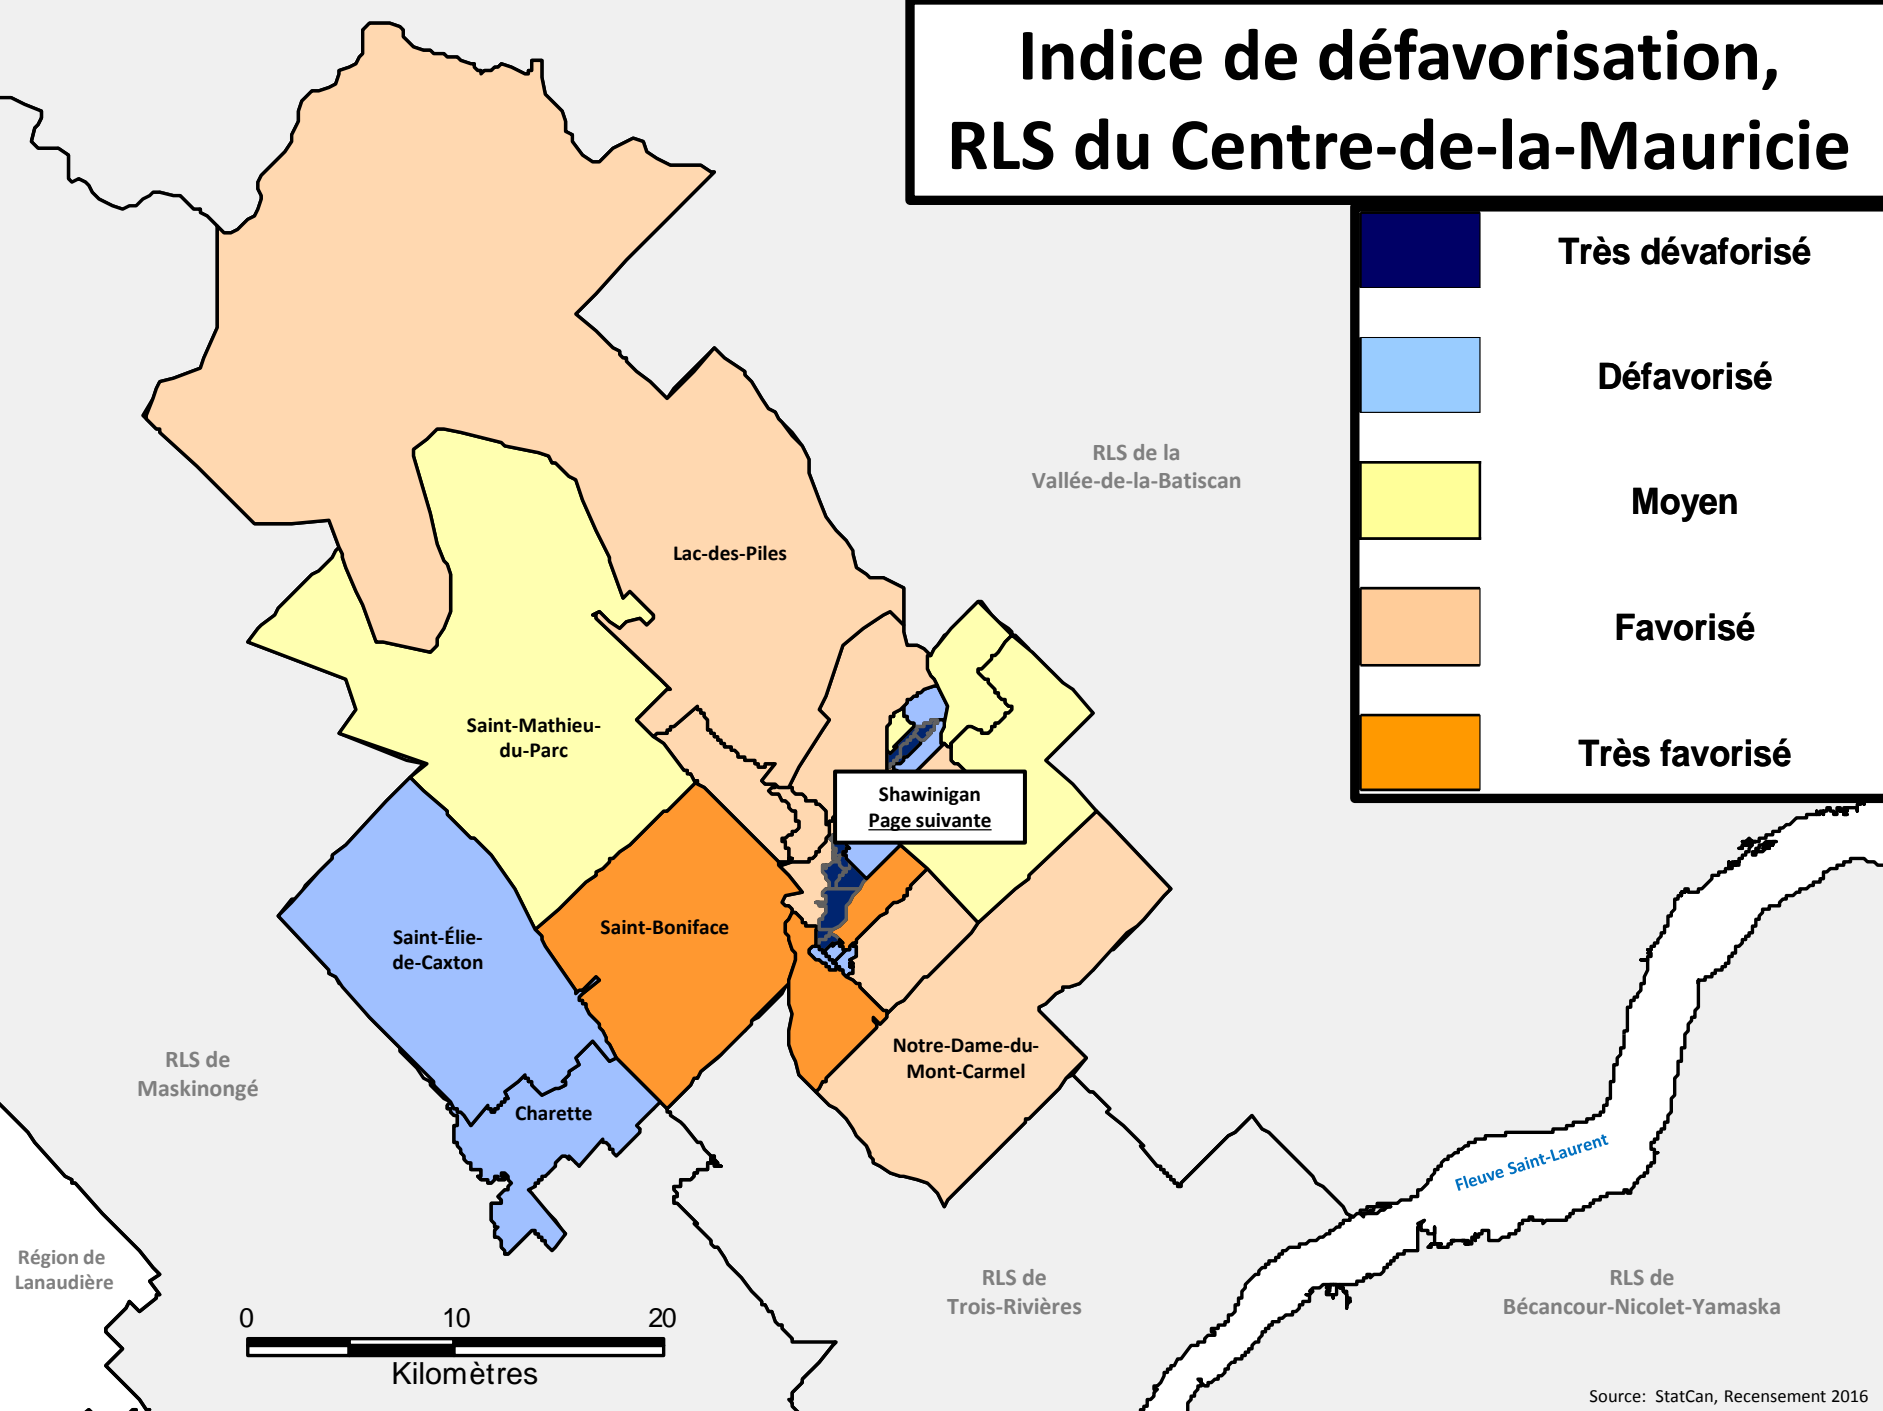 Indice de défavorisation,
RLS du Centre-de-la-Mauricie
Très dévaforisé
Défavorisé
Moyen
Favorisé
Très favorisé
RLS de la
Vallée-de-la-Batiscan
Lac-des-Piles
Saint-Mathieu-
du-Parc
Shawinigan
Page suivante
Saint-Élie-
de-Caxton
Saint-Boniface
Notre-Dame-du-
Mont-Carmel
RLS de
Maskinongé
Charette
Fleuve Saint-Laurent
Région de
Lanaudière
RLS de
Trois-Rivières
RLS de
Bécancour-Nicolet-Yamaska
0 10 20
Kilomètres
Source: StatCan, Recensement 2016